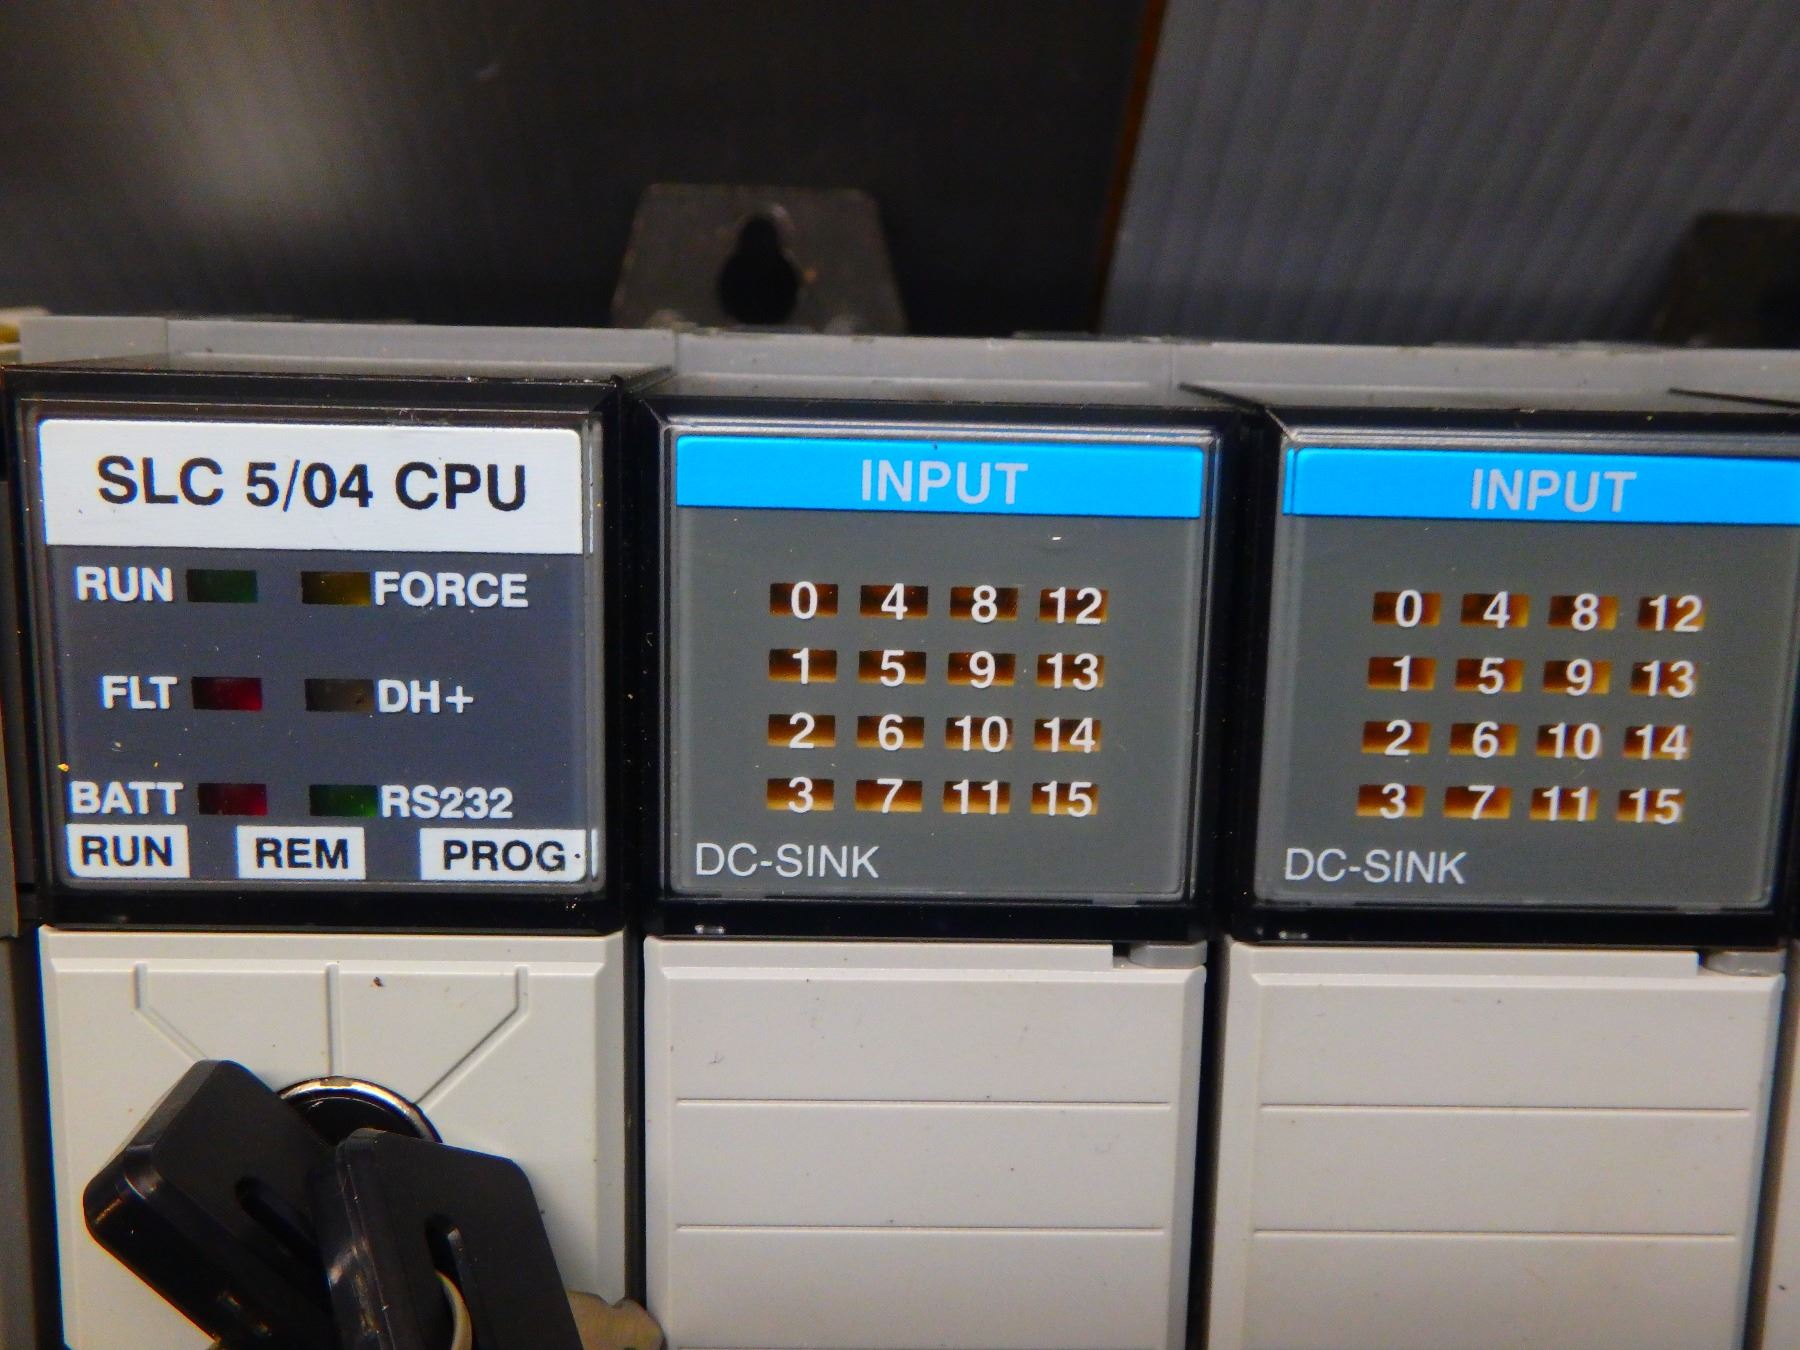 SLC 5/04 CPU
RUN FORCE
FLT DH+
BATT RS232
RUN REM PROG
INPUT
0 4 8 12
1 5 9 13
2 6 10 14
3 7 11 15
DC-SINK
INPUT
0 4 8 12
1 5 9 13
2 6 10 14
3 7 11 15
DC-SINK